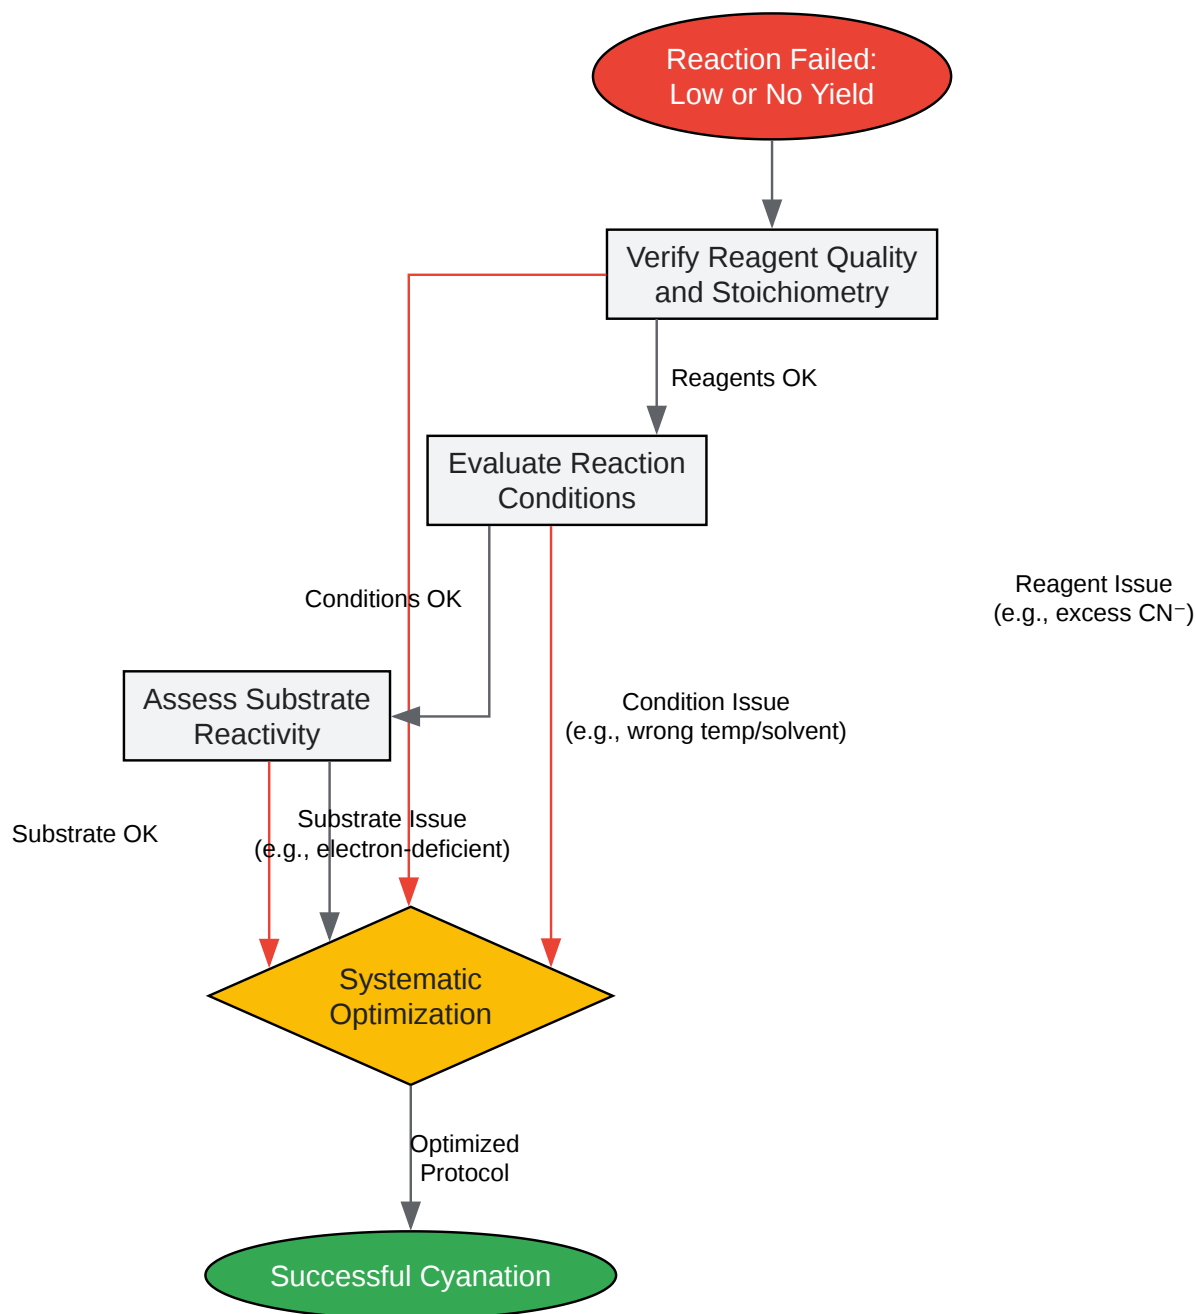 Reaction Failed:
Low or No Yield
Verify Reagent Quality
and Stoichiometry
Reagents OK
Evaluate Reaction
Conditions
Reagent Issue
(e.g., excess CN⁻)
Conditions OK
Assess Substrate
Reactivity
Condition Issue
(e.g., wrong temp/solvent)
Substrate OK
Substrate Issue
(e.g., electron-deficient)
Systematic
Optimization
Optimized
Protocol
Successful Cyanation